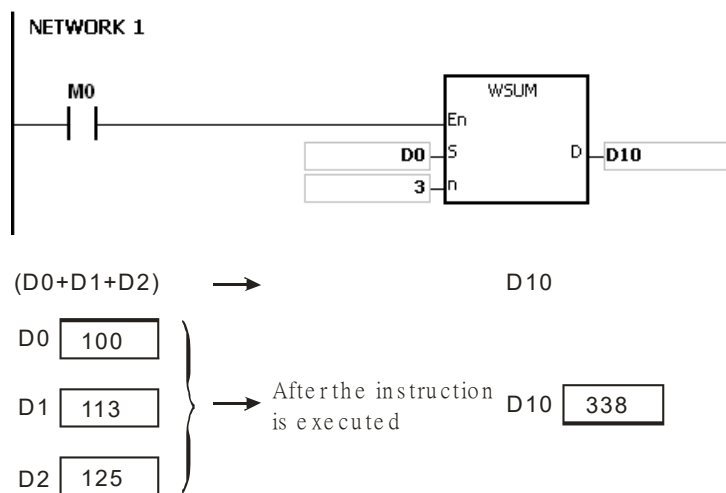 NETWORK 1
M0
WSUM
En
D0 S D D10
3 n
(D0+D1+D2) D10
D0 100
D1 113 After the instruction is executed D10 338
D2 125